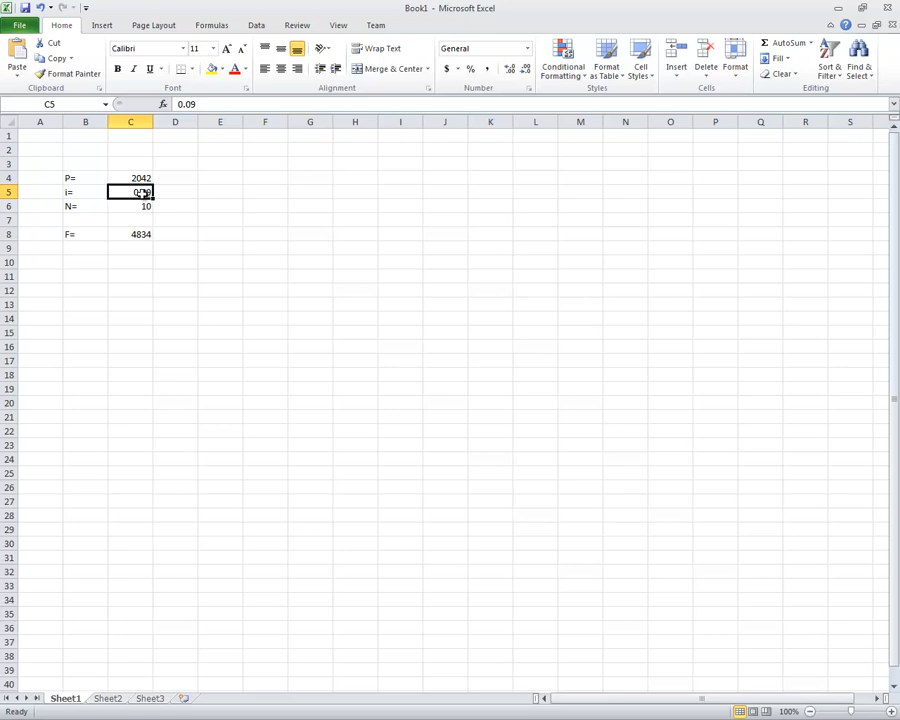 Book1 - Microsoft Excel
File Home Insert Page Layout Formulas Data Review View Team
Cut
Copy
Format Painter
Paste
Clipboard
Calibri 11
B I U
Font
Wrap Text
Merge & Center
Alignment
General
$ % ,
Number
Conditional Formatting
Format as Table
Cell Styles
Styles
Insert Delete Format
Cells
AutoSum
Fill
Clear
Sort & Filter
Find & Select
Editing
C5 fx 0.09
A B C D E F G H I J K L M N O P Q R S
1
2
3
4 P= 2042
5 i=
6 N= 10
7
8 F= 4834
9
10
11
12
13
14
15
16
17
18
19
20
21
22
23
24
25
26
27
28
29
30
31
32
33
34
35
36
37
38
39
40
Sheet1 Sheet2 Sheet3
Ready 100%